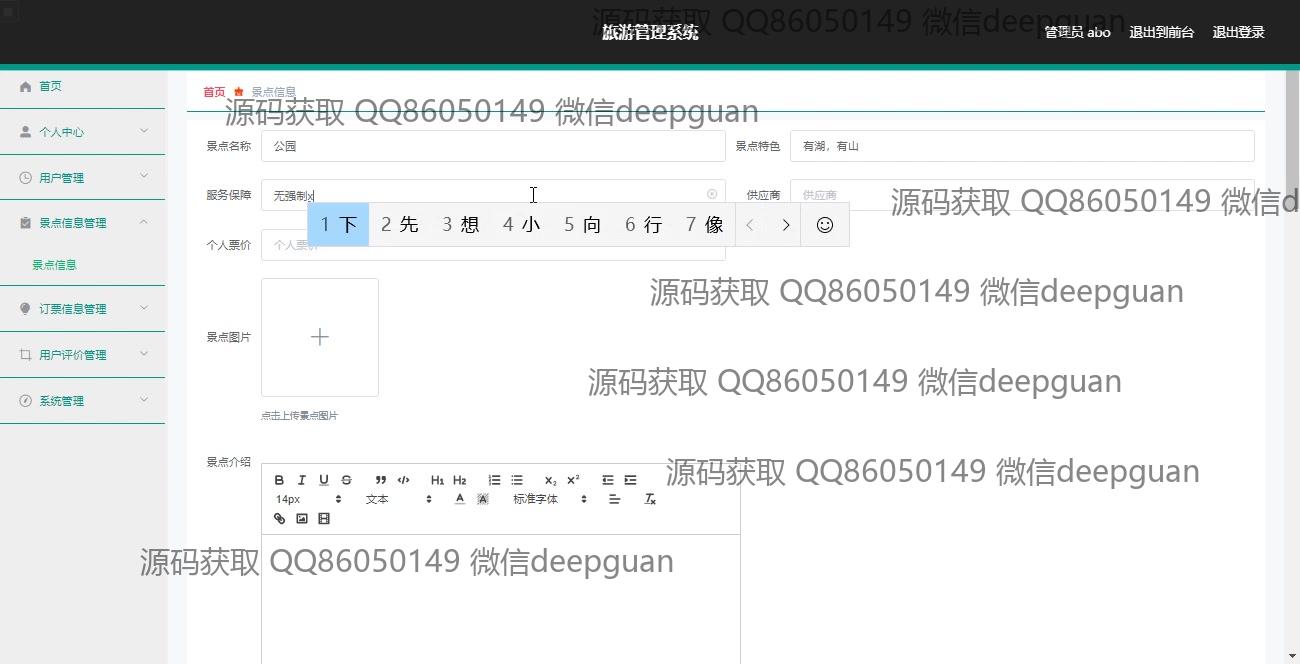 源码获取 QQ86050149 微信deepguan
旅游管理系统
管理员 abo 退出到前台 退出登录
首页
个人中心
用户管理
景点信息管理
景点信息
订票信息管理
用户评价管理
系统管理
首页 景点信息
源码获取 QQ86050149 微信deepguan
景点名称 公园 景点特色 有湖，有山
服务保障 无强制x 供应商 供应商
源码获取 QQ86050149 微信d
1 下 2 先 3 想 4 小 5 向 6 行 7 像
个人票价 个人票
源码获取 QQ86050149 微信deepguan
景点图片
源码获取 QQ86050149 微信deepguan
点击上传景点图片
景点介绍
源码获取 QQ86050149 微信deepguan
B I U S H1 H2 X₂ X²
14px 文本 A A 标准字体 Tx
源码获取 QQ86050149 微信deepguan